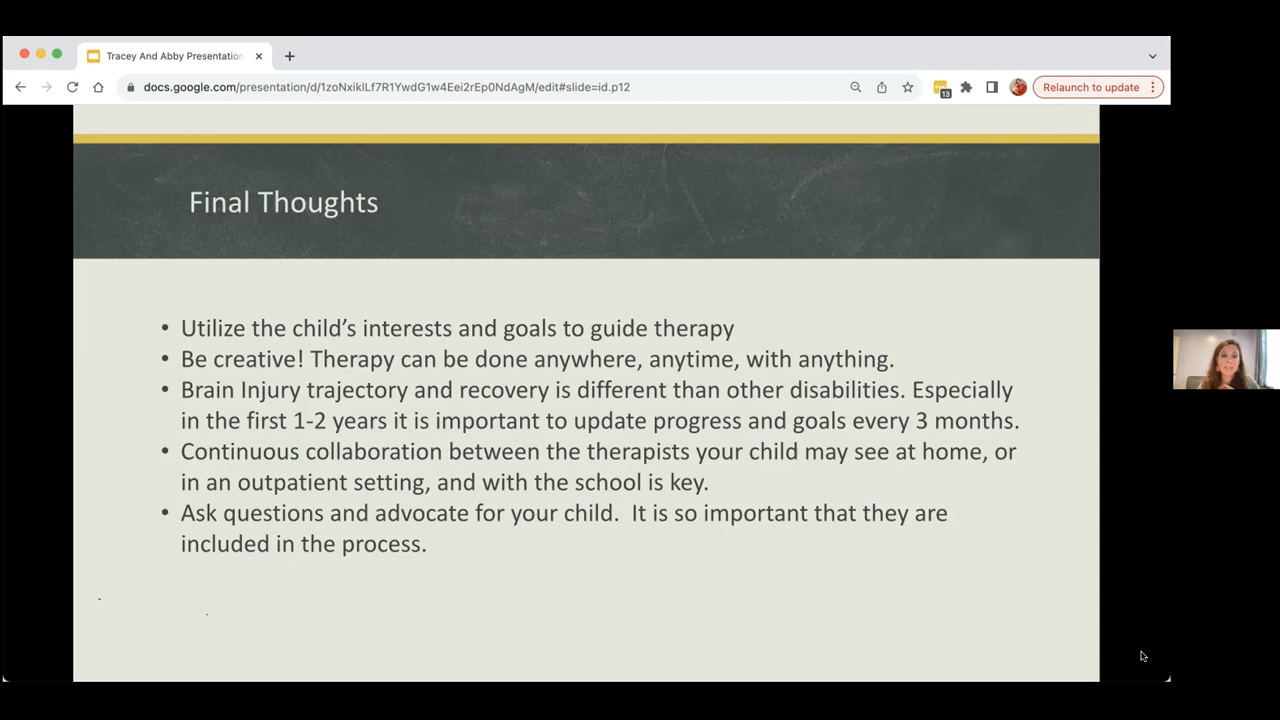 Tracey And Abby Presentation
docs.google.com/presentation/d/1zoNxiklLf7R1YwdG1w4Eei2rEp0NdAgM/edit#slide=id.p12
13
Relaunch to update
Final Thoughts
• Utilize the child's interests and goals to guide therapy
• Be creative! Therapy can be done anywhere, anytime, with anything.
• Brain Injury trajectory and recovery is different than other disabilities. Especially
in the first 1-2 years it is important to update progress and goals every 3 months.
• Continuous collaboration between the therapists your child may see at home, or
in an outpatient setting, and with the school is key.
• Ask questions and advocate for your child.  It is so important that they are
included in the process.